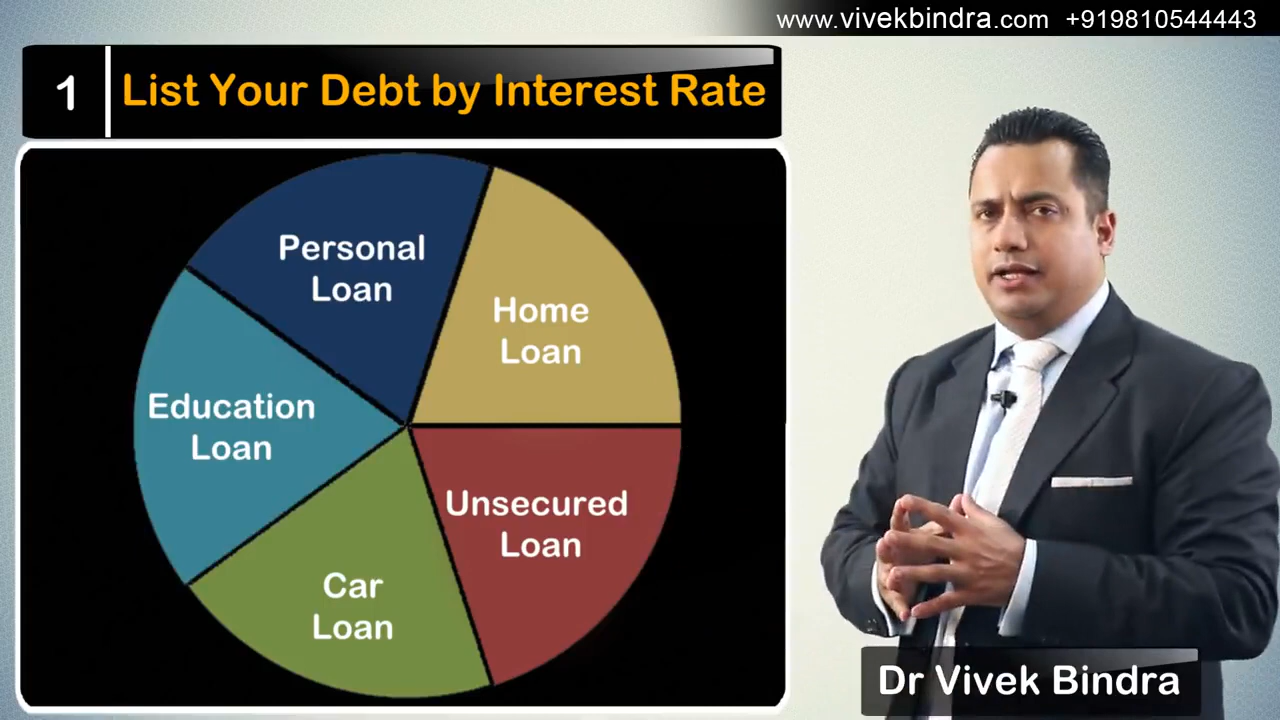 www.vivekbindra.com +919810544443
1 List Your Debt by Interest Rate
Personal
Loan
Home
Loan
Education
Loan
Unsecured
Loan
Car
Loan
Dr Vivek Bindra